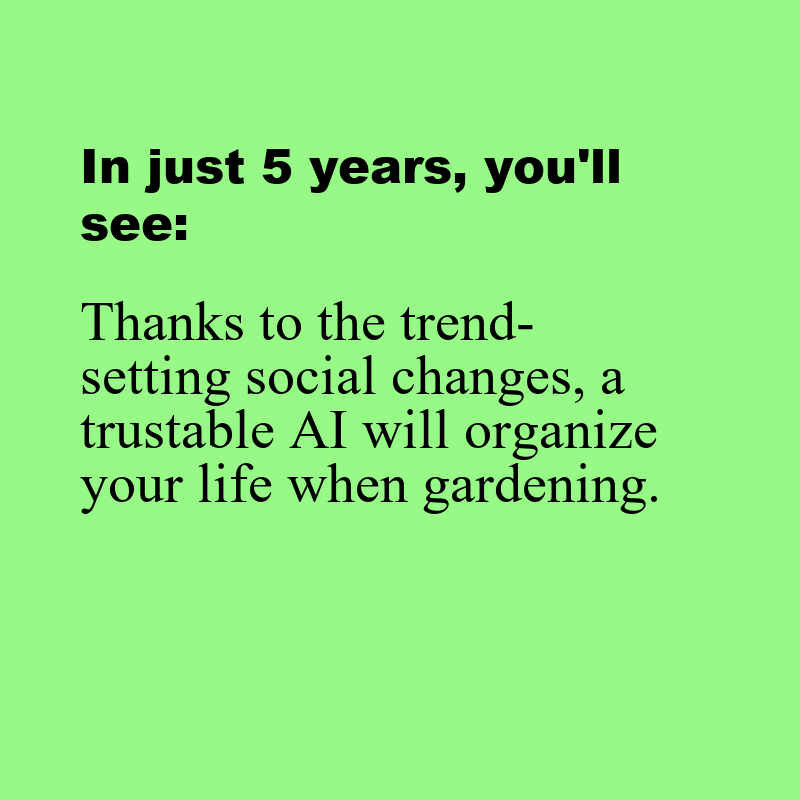 In just 5 years, you'll
see:
Thanks to the trend-
setting social changes, a
trustable AI will organize
your life when gardening.